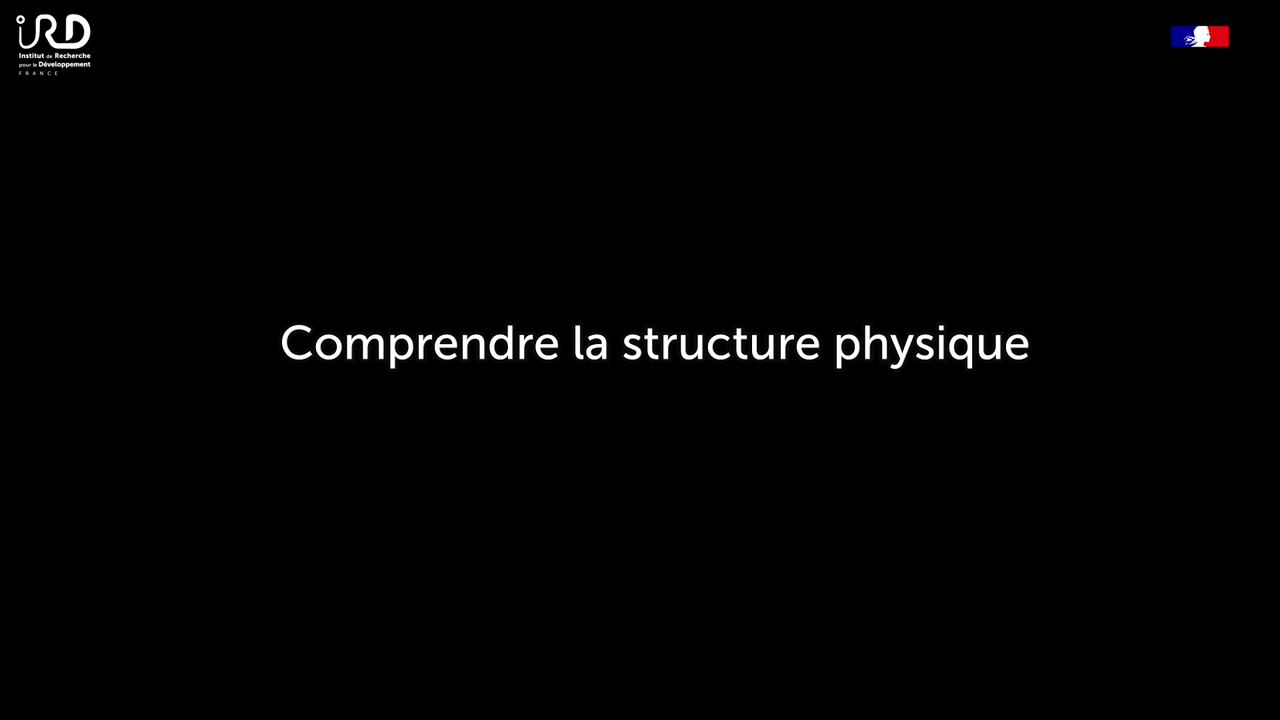 iRD
Institut de Recherche
pour le Développement
FRANCE
Comprendre la structure physique